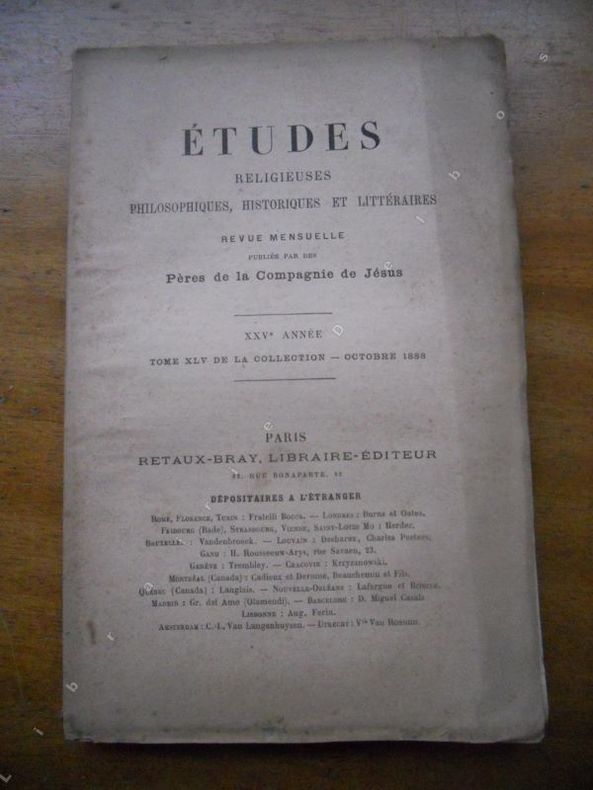 ÉTUDES
RELIGIEUSES
PHILOSOPHIQUES, HISTORIQUES ET LITTÉRAIRES
REVUE MENSUELLE
PUBLIÉE PAR DES
Pères de la Compagnie de Jésus
XXVe ANNÉE
TOME XLV DE LA COLLECTION — OCTOBRE 1888
PARIS
RETAUX-BRAY, LIBRAIRE-ÉDITEUR
82, RUE BONAPARTE, 82
DÉPOSITAIRES A L'ÉTRANGER
ROME, FLORENCE, TURIN : Fratelli Bocca. — LONDRES : Burns et Oates.
FRIBOURG (Bade), STRASBOURG, VIENNE, SAINT-LOUIS MO : Herder.
BRUXELLES : Vandenbroeck. — LOUVAIN : Desbarax, Charles Peeters.
GAND : H. Rousseeuw-Arys, rue Savaen, 23.
GENÈVE : Trembley. — CRACOVIE : Krzyzanowski.
MONTRÉAL (Canada) : Cadieux et Derome, Beauchemin et Fils.
QUÉBEC (Canada) : Langlais. — NOUVELLE-ORLÉANS : Lafargue et
MADRID : Gr. del Amo (Olamendi). — BARCELONE : D. Miguel Casals
LISBONNE : Aug. Ferin.
AMSTERDAM : C.-L. Van Langenhuysen. — UTRECHT : Vve Van Rossum.